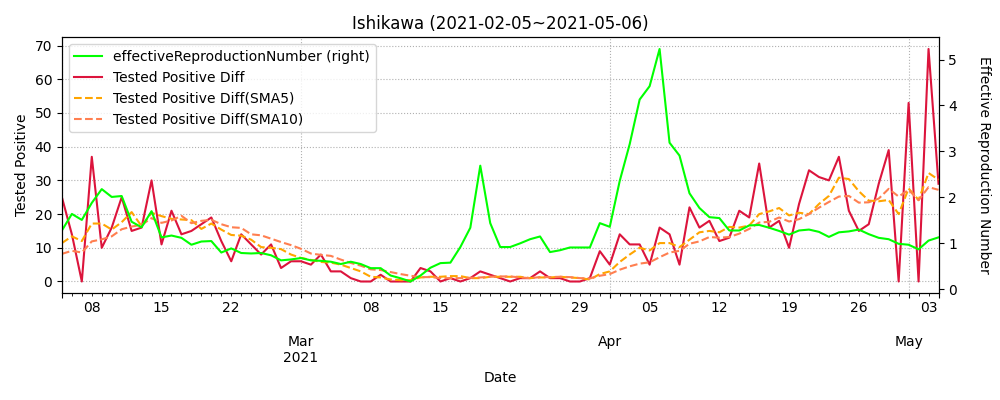 Ishikawa (2021-02-05~2021-05-06)
effectiveReproductionNumber (right)
Tested Positive Diff
Tested Positive Diff(SMA5)
Tested Positive Diff(SMA10)
Tested Positive
70
60
50
40
30
20
10
0
5
4
3
2
1
0
Effective Reproduction Number
08 15 22 08 15 22 29 05 12 19 26 03
Mar Apr May
2021
Date